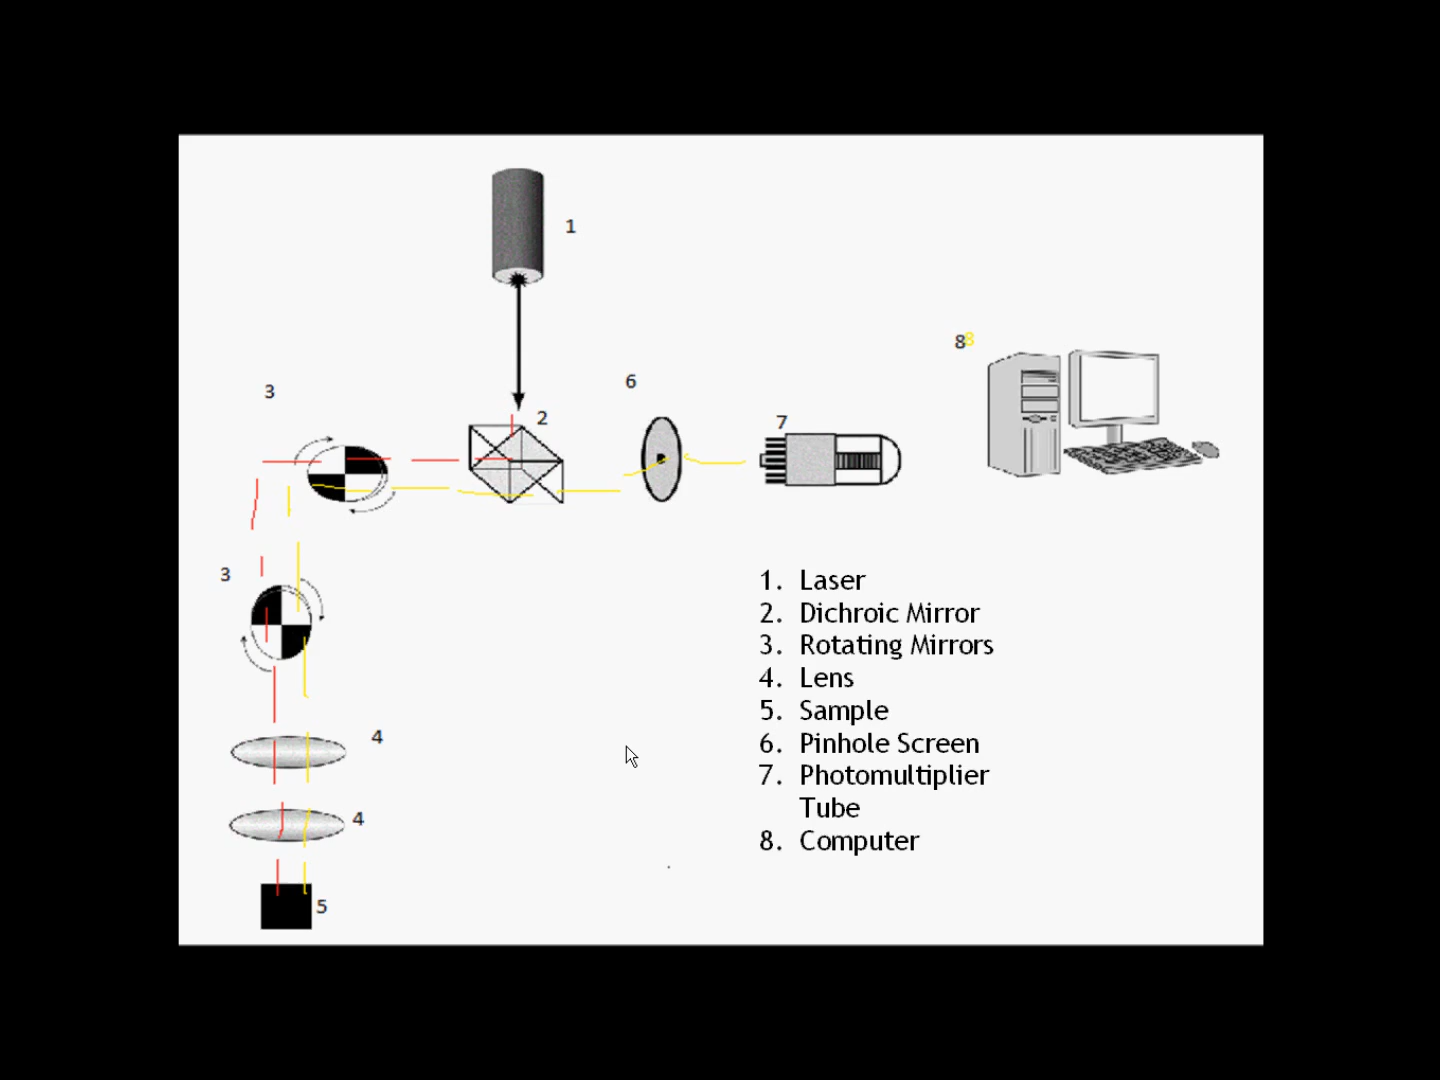 1
8 8
6
3
2
7
3
1. Laser
2. Dichroic Mirror
3. Rotating Mirrors
4. Lens
5. Sample
6. Pinhole Screen
7. Photomultiplier
Tube
8. Computer
4
4
5